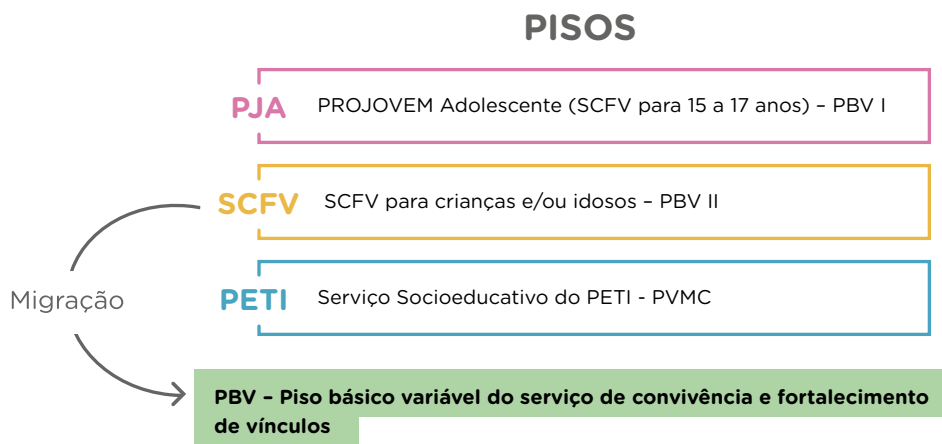 PISOS
PJA PROJOVEM Adolescente (SCFV para 15 a 17 anos) – PBV I
SCFV SCFV para crianças e/ou idosos – PBV II
Migração
PETI Serviço Socioeducativo do PETI - PVMC
PBV – Piso básico variável do serviço de convivência e fortalecimento
de vínculos